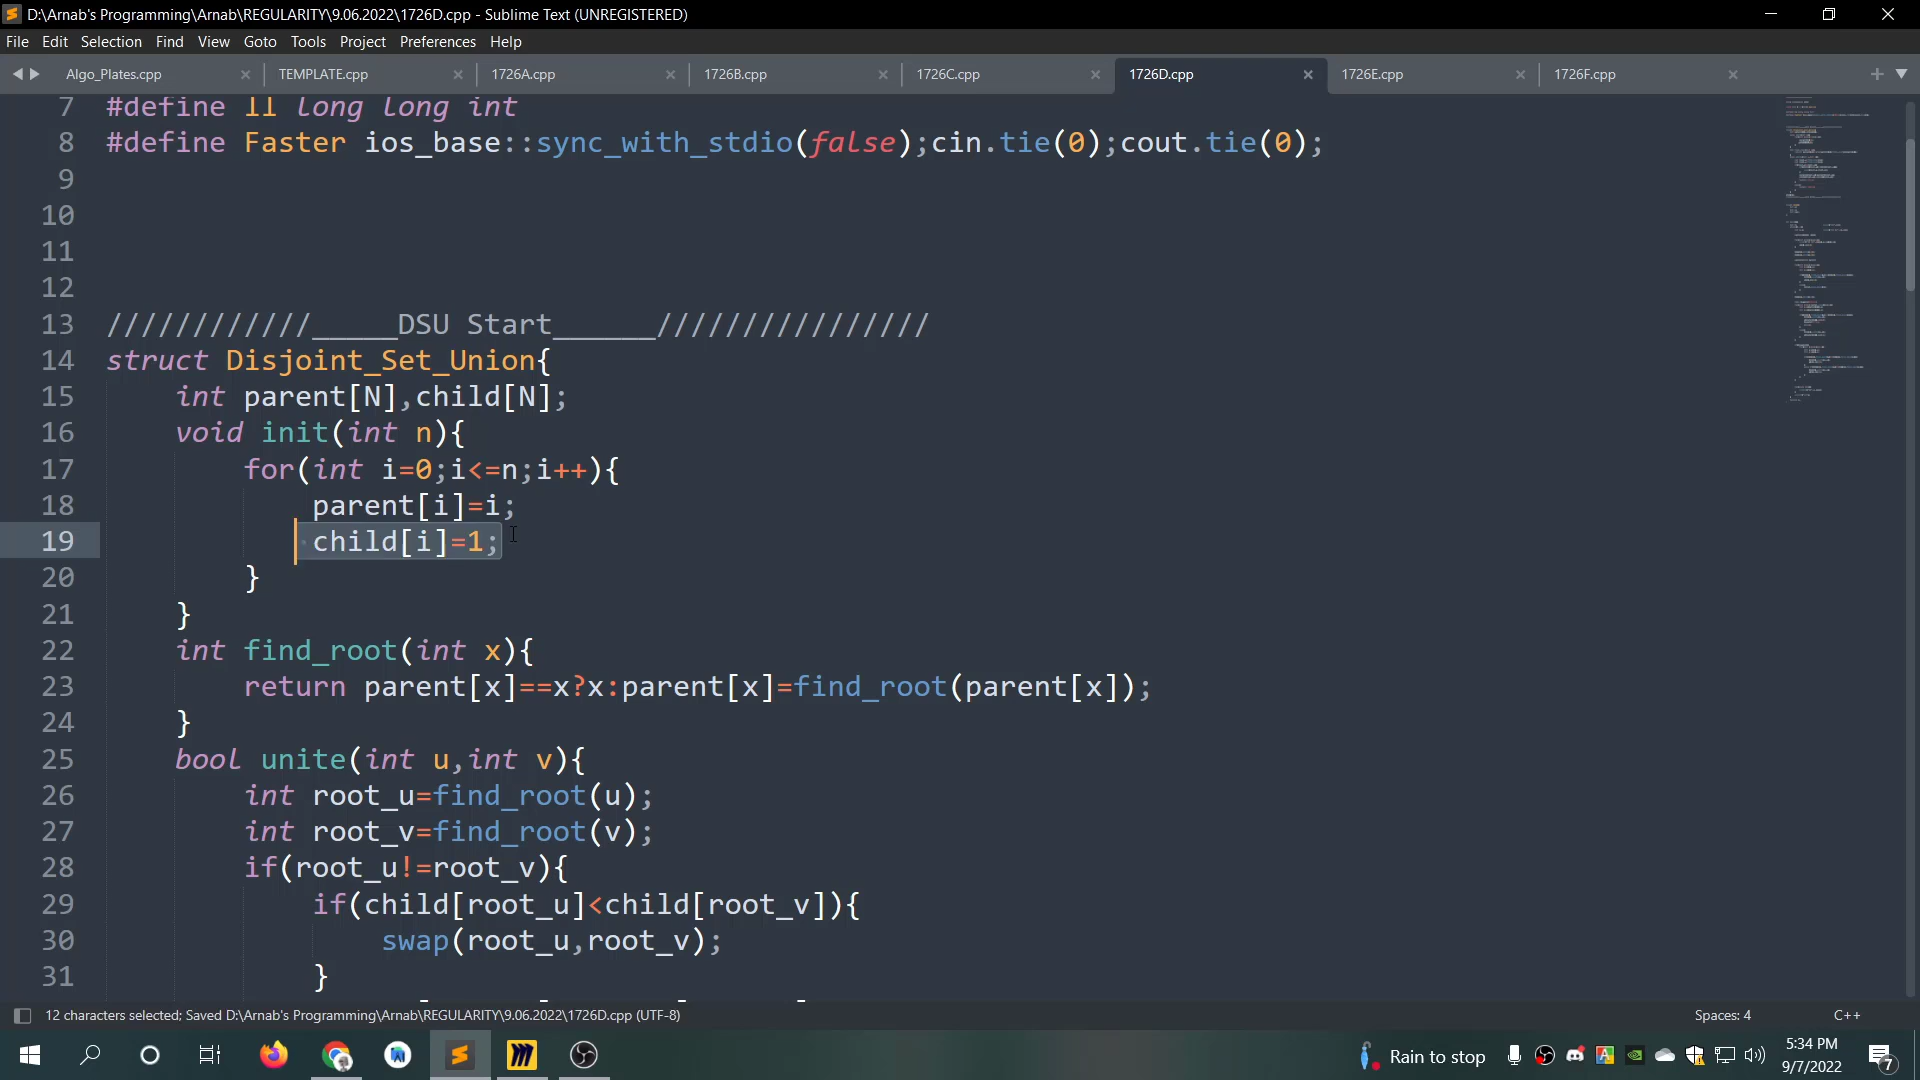 D:\Arnab's Programming\Arnab\REGULARITY\9.06.2022\1726D.cpp - Sublime Text (UNREGISTERED)
File Edit Selection Find View Goto Tools Project Preferences Help
Algo_Plates.cpp TEMPLATE.cpp 1726A.cpp 1726B.cpp 1726C.cpp 1726D.cpp 1726E.cpp 1726F.cpp
7 #define ll long long int
8 #define Faster ios_base::sync_with_stdio(false);cin.tie(0);cout.tie(0);
9
10
11
12
13 ////////////_____DSU Start______////////////////
14 struct Disjoint_Set_Union{
15 int parent[N],child[N];
16 void init(int n){
17 for(int i=0;i<=n;i++){
18 parent[i]=i;
19 child[i]=1;
20 }
21 }
22 int find_root(int x){
23 return parent[x]==x?x:parent[x]=find_root(parent[x]);
24 }
25 bool unite(int u,int v){
26 int root_u=find_root(u);
27 int root_v=find_root(v);
28 if(root_u!=root_v){
29 if(child[root_u]<child[root_v]){
30 swap(root_u,root_v);
31 }
12 characters selected; Saved D:\Arnab's Programming\Arnab\REGULARITY\9.06.2022\1726D.cpp (UTF-8) Spaces: 4 C++
Rain to stop 5:34 PM
9/7/2022 7